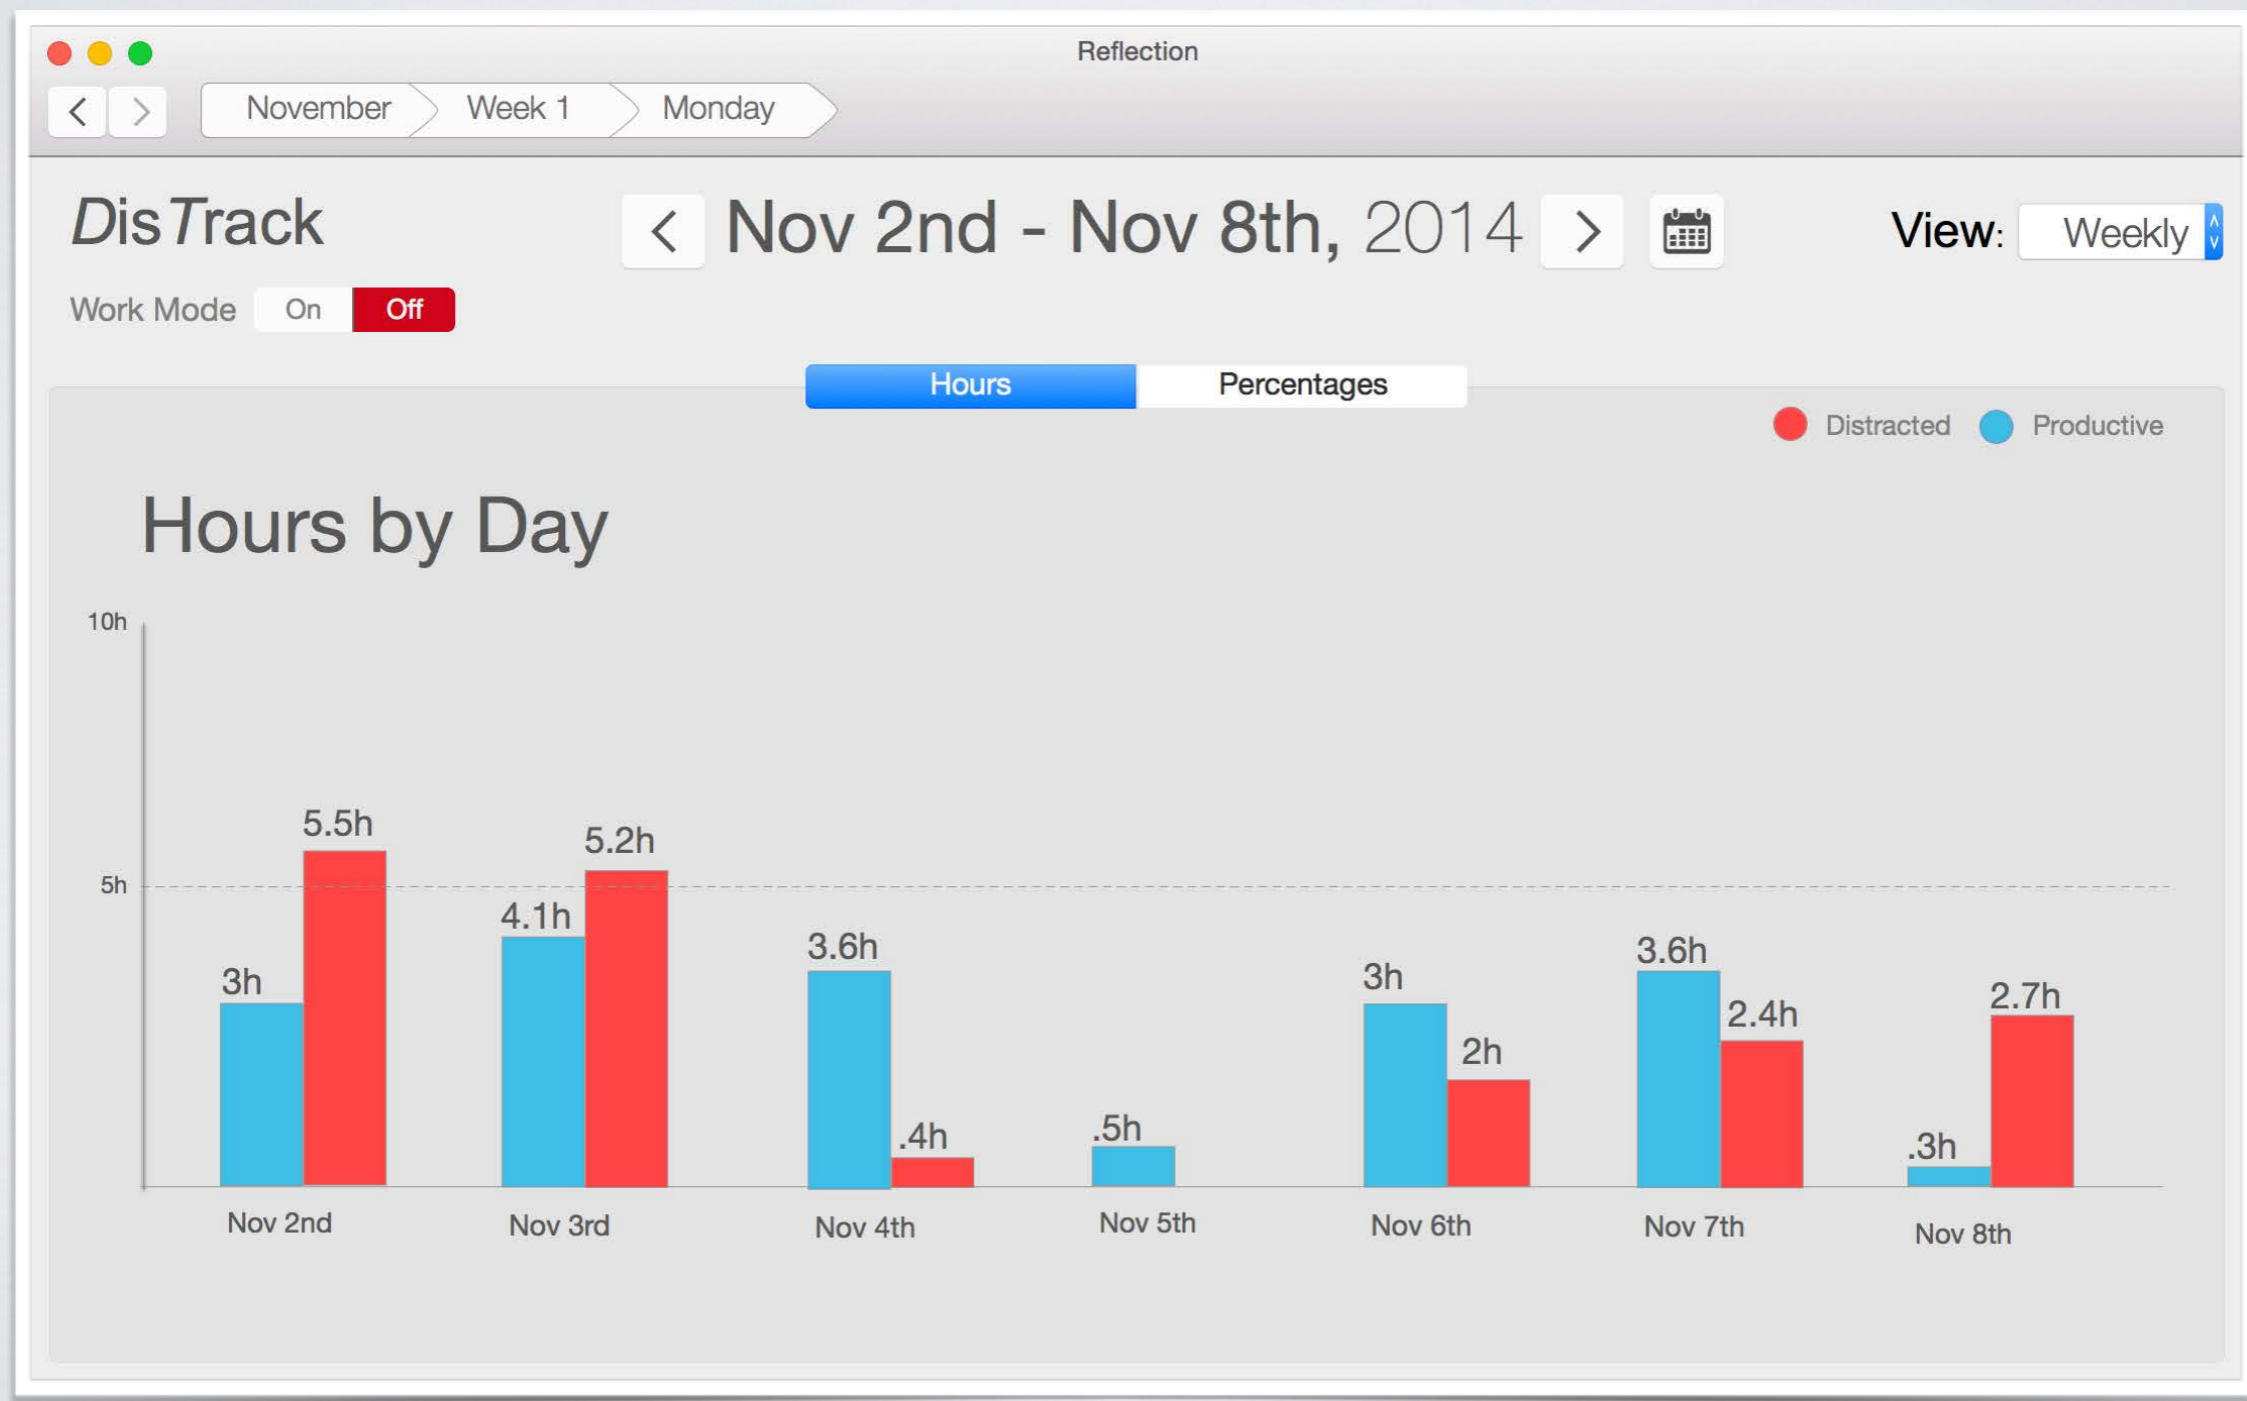 Reflection
November Week 1 Monday
DisTrack
Nov 2nd - Nov 8th, 2014
View: Weekly
Work Mode On Off
Hours Percentages
Distracted Productive
Hours by Day
10h
5h
3h 5.5h
4.1h 5.2h
3.6h .4h
.5h
3h 2h
3.6h 2.4h
.3h 2.7h
Nov 2nd Nov 3rd Nov 4th Nov 5th Nov 6th Nov 7th Nov 8th